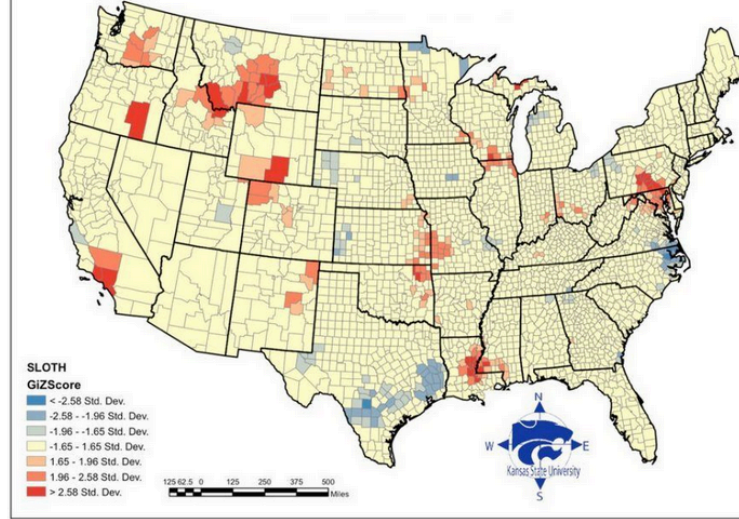 N
W
E
Kansas State University
S
SLOTH
GiZScore
< -2.58 Std. Dev.
-2.58 - -1.96 Std. Dev.
-1.96 - -1.65 Std. Dev.
-1.65 - 1.65 Std. Dev.
1.65 - 1.96 Std. Dev.
1.96 - 2.58 Std. Dev.
> 2.58 Std. Dev.
125 62.5 0 125 250 375 500
Miles